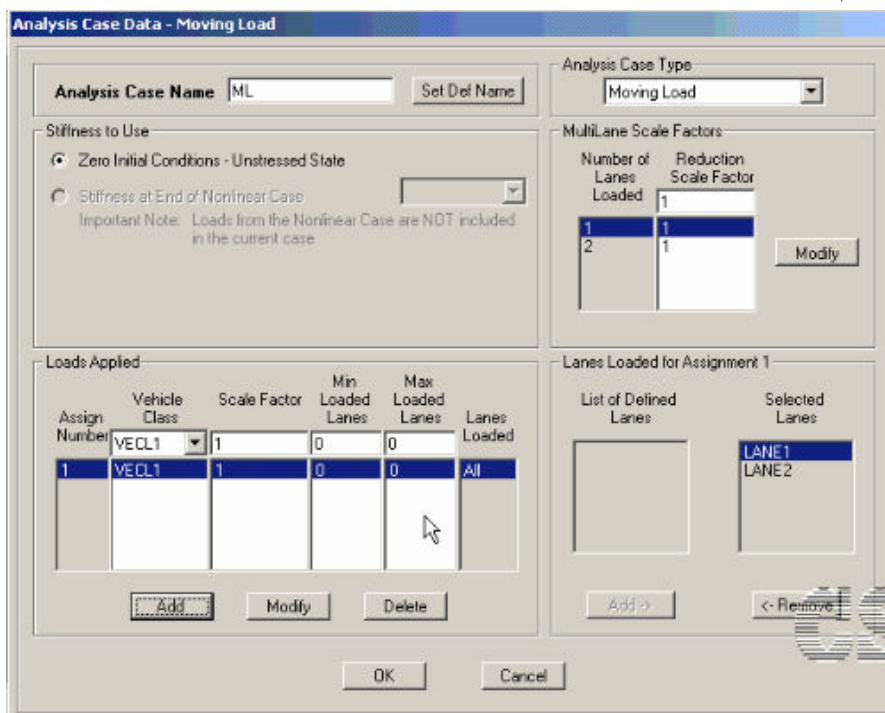 Analysis Case Data - Moving Load
Analysis Case Name ML Set Def Name
Analysis Case Type
Moving Load
Stiffness to Use
Zero Initial Conditions - Unstressed State
Stiffness at End of Nonlinear Case
Important Note: Loads from the Nonlinear Case are NOT included
in the current case
MultiLane Scale Factors
Number of Reduction
Lanes Scale Factor
Loaded 1
1 1
2 1
Modify
Loads Applied
Min Max
Vehicle Scale Factor Loaded Loaded
Assign Class Lanes Lanes Lanes
Number VECL1 1 0 0 Loaded
1 VECL1 1 0 0 All
Add Modify Delete
Lanes Loaded for Assignment 1
List of Defined Selected
Lanes Lanes
LANE1
LANE2
Add -> <- Remove
CS
OK Cancel